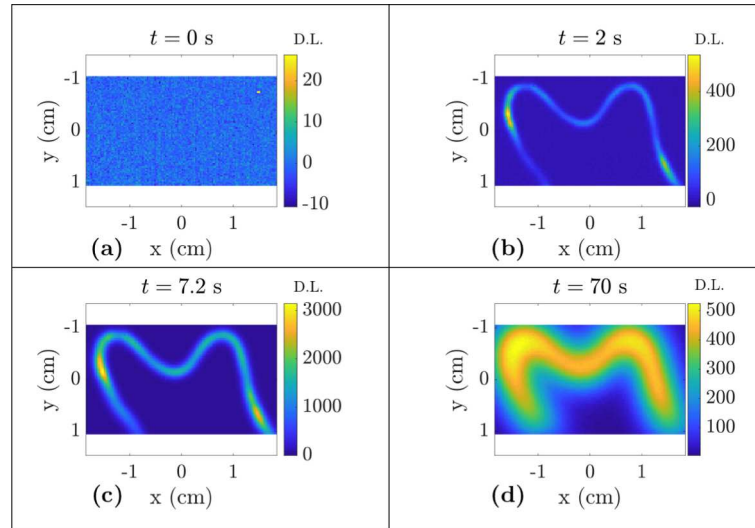 t = 0 s
D.L.
20
10
0
-10
-1
0
1
y (cm)
-1 0 1
(a) x (cm)
t = 2 s
D.L.
400
200
0
-1
0
1
y (cm)
-1 0 1
(b) x (cm)
t = 7.2 s
D.L.
3000
2000
1000
0
-1
0
1
y (cm)
-1 0 1
(c) x (cm)
t = 70 s
D.L.
500
400
300
200
100
-1
0
1
y (cm)
-1 0 1
(d) x (cm)